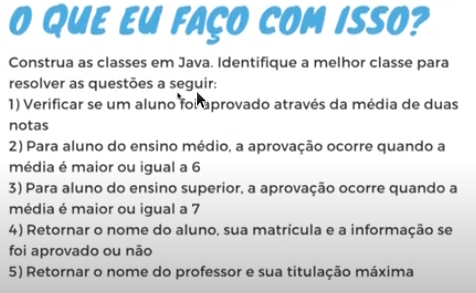 O QUE EU FAÇO COM ISSO?
Construa as classes em Java. Identifique a melhor classe para
resolver as questões a seguir:
1) Verificar se um aluno foi aprovado através da média de duas
notas
2) Para aluno do ensino médio, a aprovação ocorre quando a
média é maior ou igual a 6
3) Para aluno do ensino superior, a aprovação ocorre quando a
média é maior ou igual a 7
4) Retornar o nome do aluno, sua matrícula e a informação se
foi aprovado ou não
5) Retornar o nome do professor e sua titulação máxima